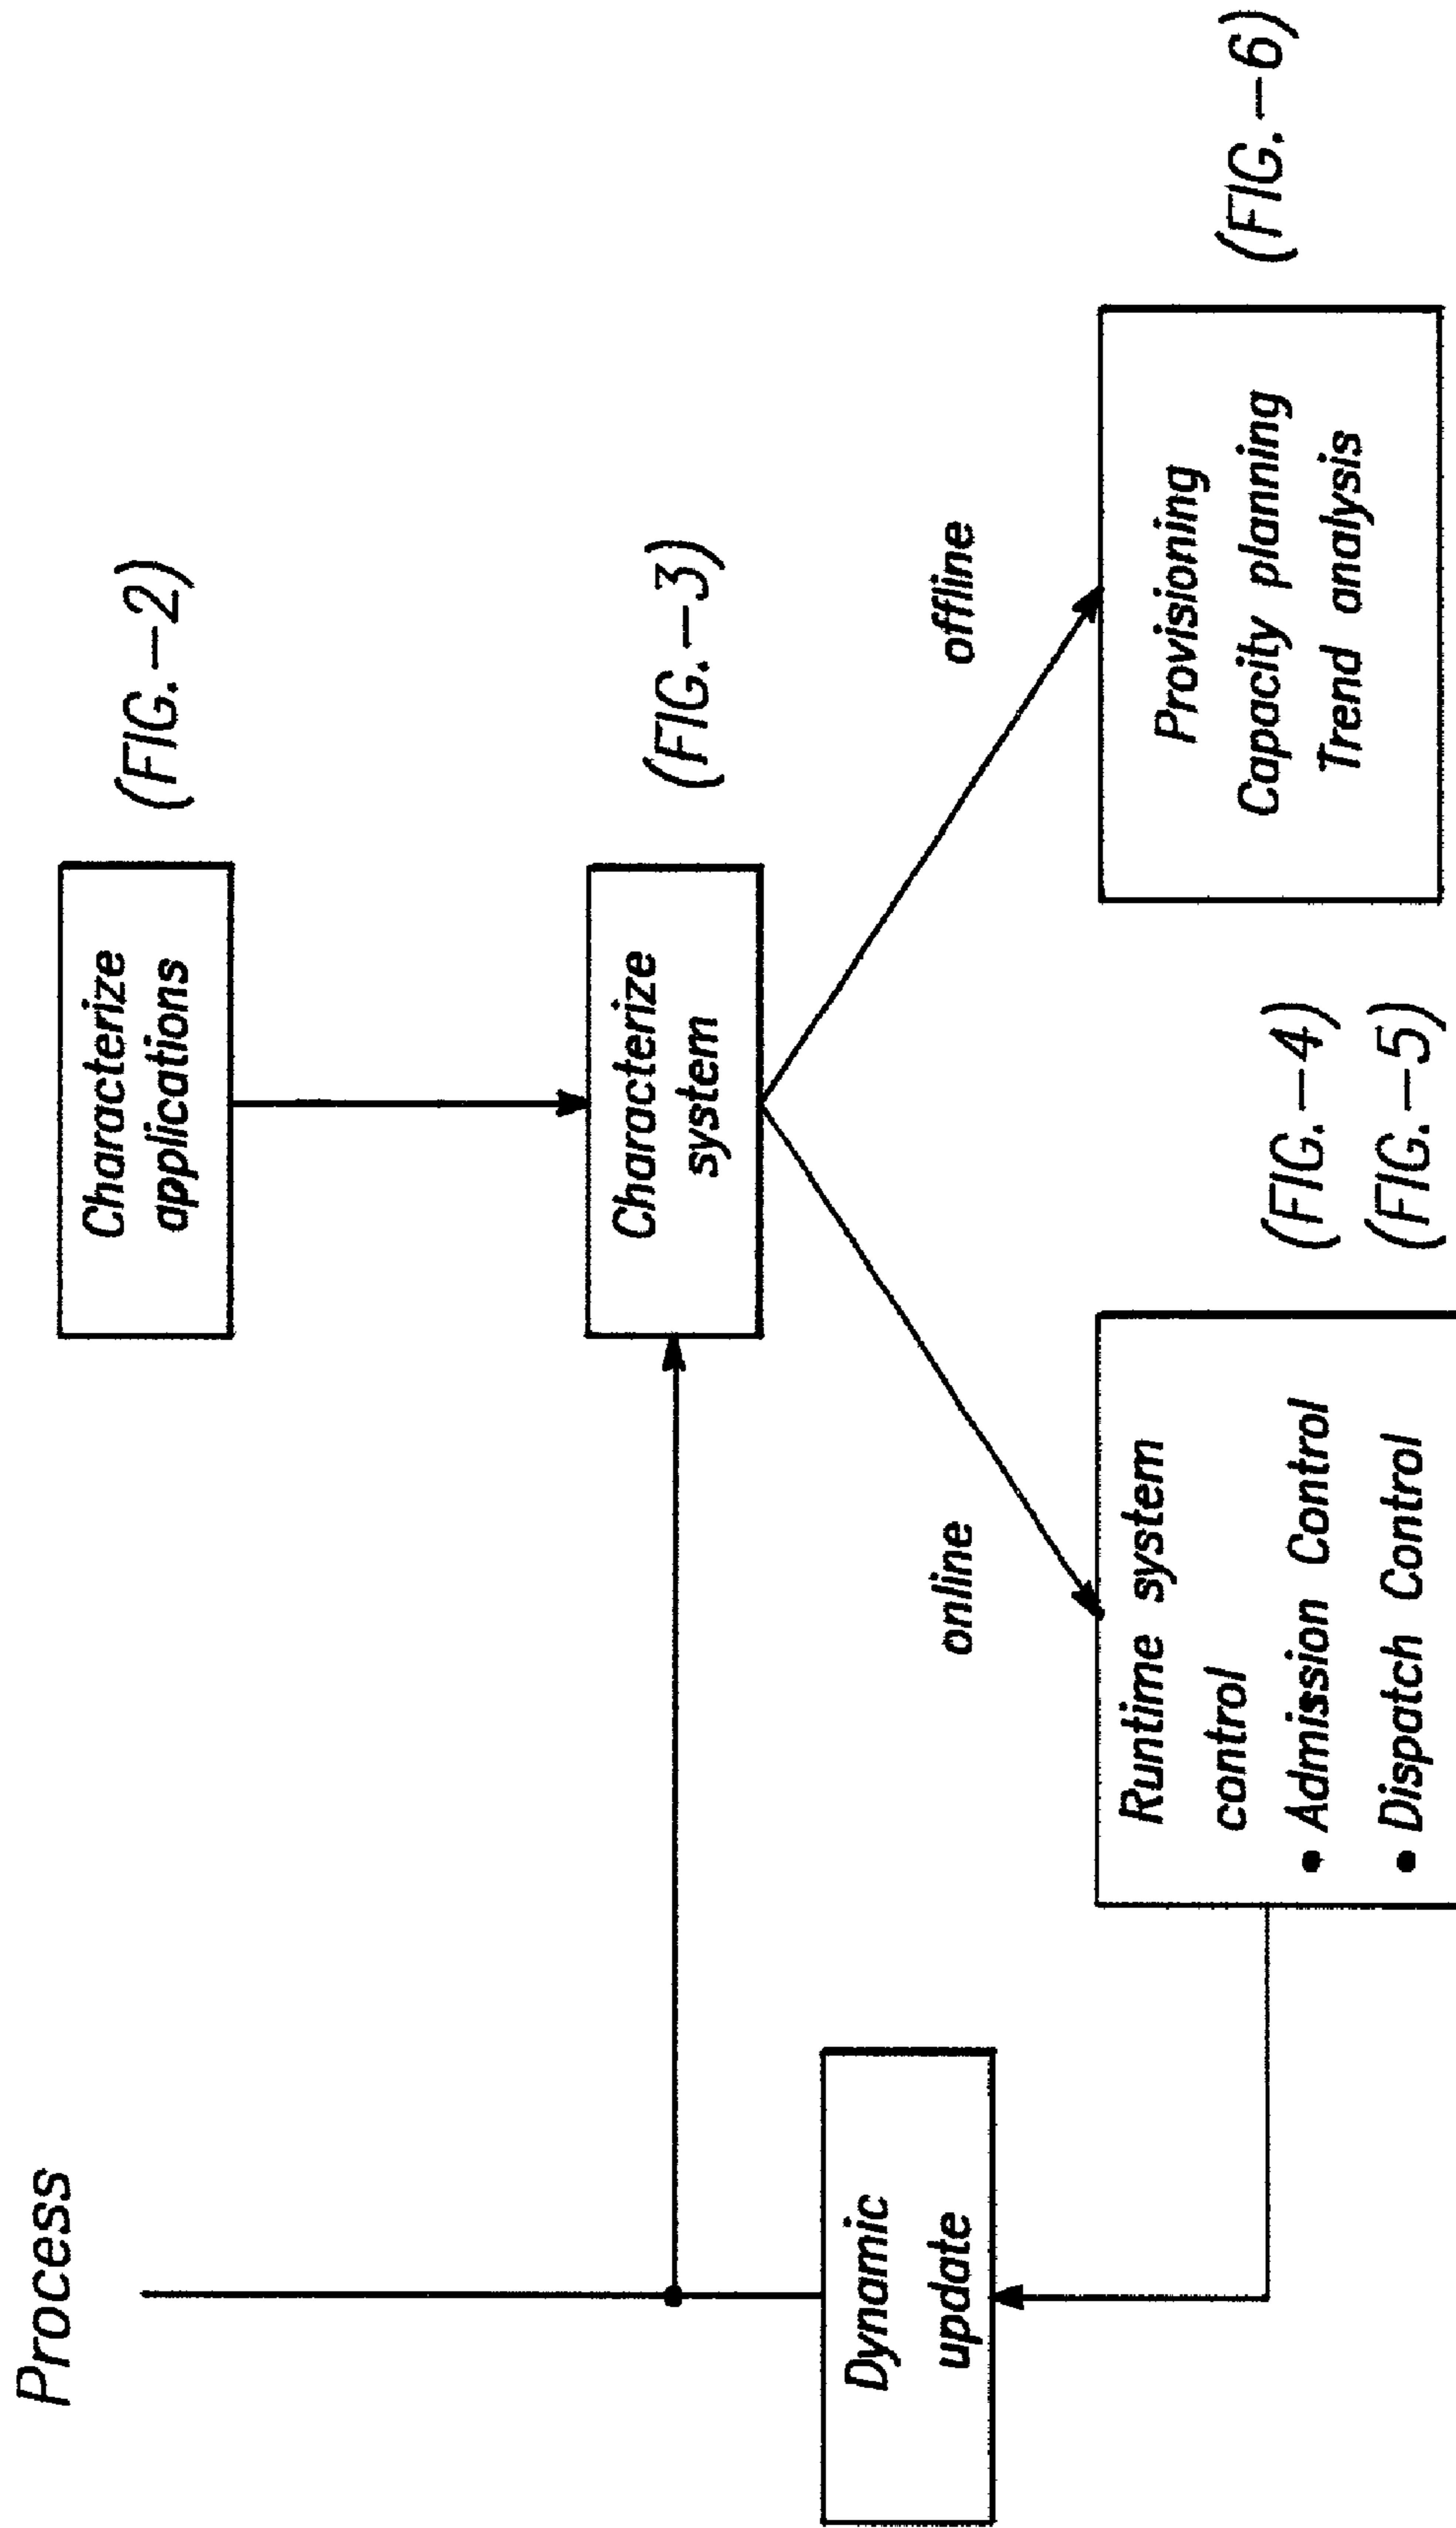 Process
Characterize
applications
(FIG.-2)
Characterize
system
(FIG.-3)
online
offline
Dynamic
update
Runtime system
control
• Admission Control
• Dispatch Control
(FIG.-4)
(FIG.-5)
Provisioning
Capacity planning
Trend analysis
(FIG.-6)